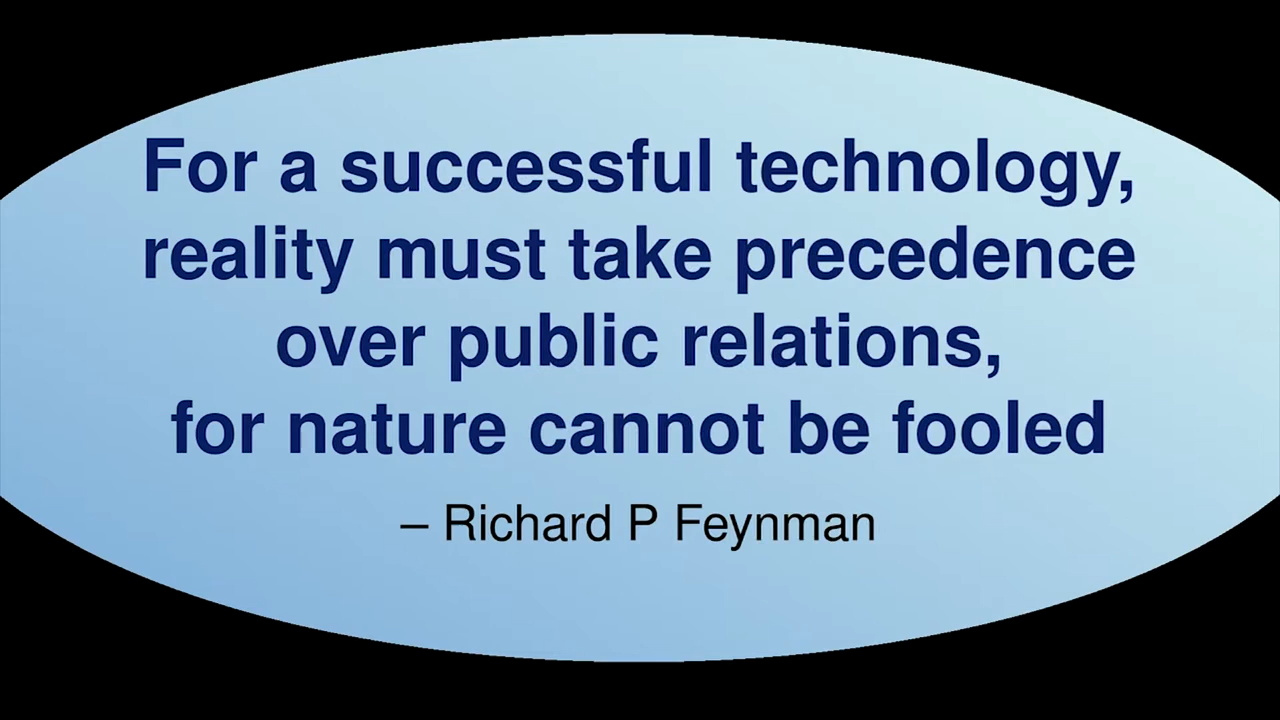 For a successful technology,
reality must take precedence
over public relations,
for nature cannot be fooled
– Richard P Feynman